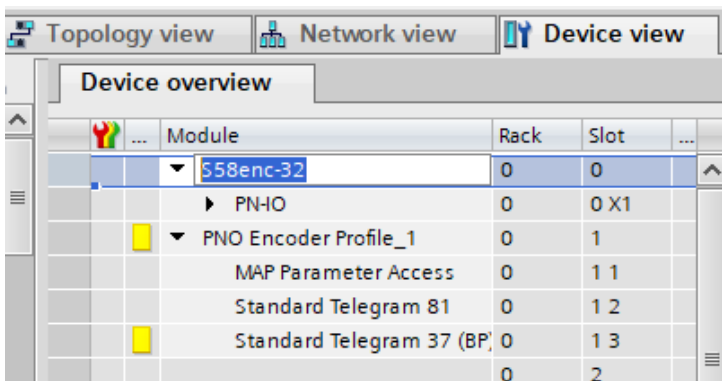 Topology view Network view Device view
Device overview
... Module Rack Slot ...
S58enc-32 0 0
PN-IO 0 0 X1
PNO Encoder Profile_1 0 1
MAP Parameter Access 0 1 1
Standard Telegram 81 0 1 2
Standard Telegram 37 (BP) 0 1 3
0 2